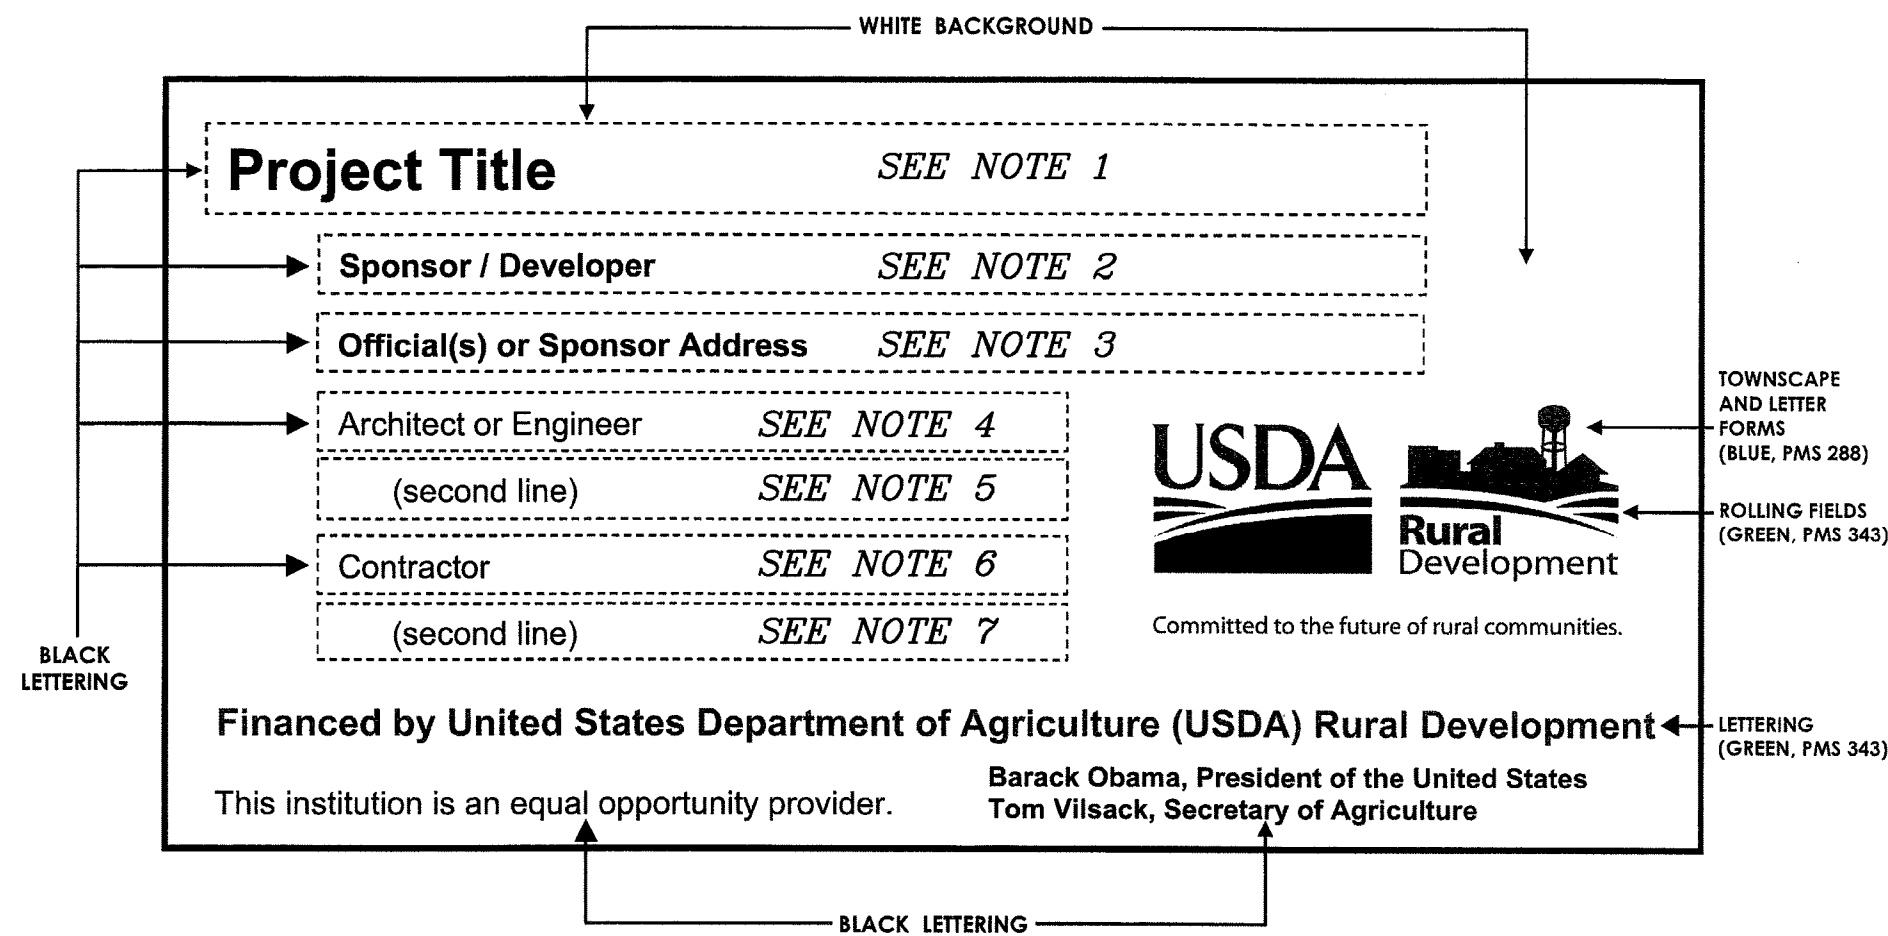 WHITE BACKGROUND
Project Title SEE NOTE 1
Sponsor / Developer SEE NOTE 2
Official(s) or Sponsor Address SEE NOTE 3
Architect or Engineer SEE NOTE 4
(second line) SEE NOTE 5
Contractor SEE NOTE 6
(second line) SEE NOTE 7
BLACK
LETTERING
USDA
Rural
Development
Committed to the future of rural communities.
TOWNSCAPE
AND LETTER
FORMS
(BLUE, PMS 288)
ROLLING FIELDS
(GREEN, PMS 343)
Financed by United States Department of Agriculture (USDA) Rural Development
LETTERING
(GREEN, PMS 343)
This institution is an equal opportunity provider.
Barack Obama, President of the United States
Tom Vilsack, Secretary of Agriculture
BLACK LETTERING